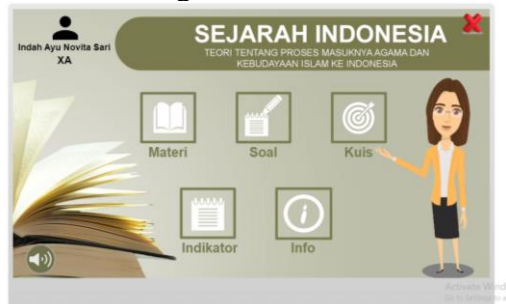 SEJARAH INDONESIA
TEORI TENTANG PROSES MASUKNYA AGAMA DAN
KEBUDAYAAN ISLAM KE INDONESIA
Indah Ayu Novita Sari
XA
Materi
Soal
Kuis
Indikator
Info
Activate Wind